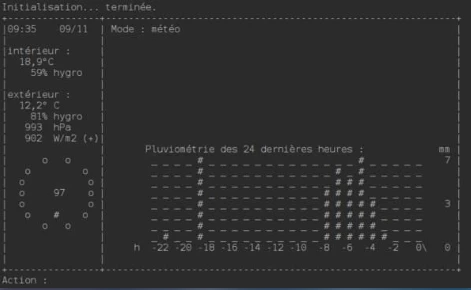 Initialisation... terminée.
09:35 09/11
Mode : météo
intérieur :
18,9°C
59% hygro
extérieur :
12,2° C
81% hygro
993 hPa
902 W/m2 (+)
97
Pluviométrie des 24 dernières heures : mm
7
3
h -22 -20 -18 -16 -14 -12 -10 -8 -6 -4 -2 0\ 0
Action :